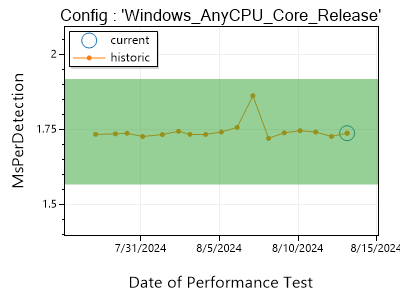 Config : 'Windows_AnyCPU_Core_Release'
current
historic
2
1.75
1.5
MsPerDetection
7/31/2024
8/5/2024
8/10/2024
8/15/2024
Date of Performance Test